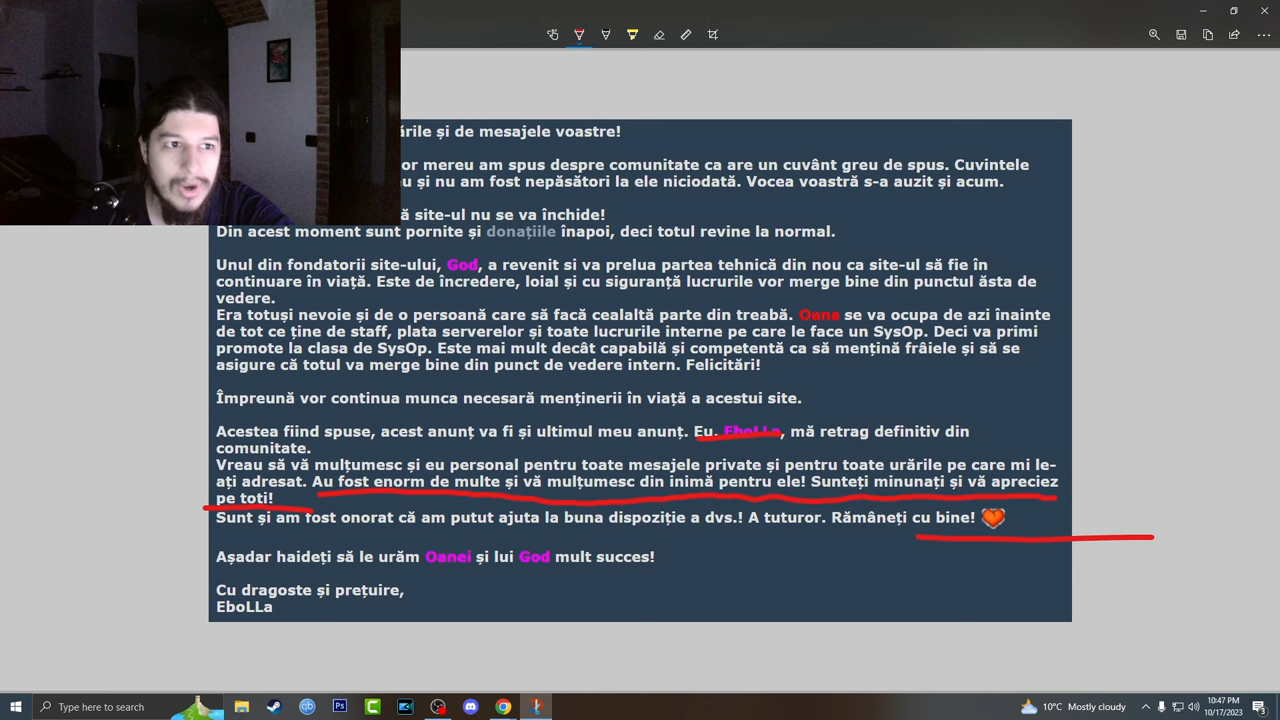 ările și de mesajele voastre!
or mereu am spus despre comunitate ca are un cuvânt greu de spus. Cuvintele
u și nu am fost nepăsători la ele niciodată. Vocea voastră s-a auzit și acum.
ă site-ul nu se va închide!
Din acest moment sunt pornite și donațiile înapoi, deci totul revine la normal.
Unul din fondatorii site-ului, God, a revenit si va prelua partea tehnică din nou ca site-ul să fie în
continuare în viață. Este de încredere, loial și cu siguranță lucrurile vor merge bine din punctul ăsta de
vedere.
Era totuși nevoie și de o persoană care să facă cealaltă parte din treabă. Oana se va ocupa de azi înainte
de tot ce ține de staff, plata serverelor și toate lucrurile interne pe care le face un SysOp. Deci va primi
promote la clasa de SysOp. Este mai mult decât capabilă și competentă ca să mențină frâiele și să se
asigure că totul va merge bine din punct de vedere intern. Felicitări!
Împreună vor continua munca necesară menținerii în viață a acestui site.
Acestea fiind spuse, acest anunț va fi și ultimul meu anunț. Eu, EboLLa, mă retrag definitiv din
comunitate.
Vreau să vă mulțumesc și eu personal pentru toate mesajele private și pentru toate urările pe care mi le-
ați adresat. Au fost enorm de multe și vă mulțumesc din inimă pentru ele! Sunteți minunați și vă apreciez
pe toti!
Sunt și am fost onorat că am putut ajuta la buna dispoziție a dvs.! A tuturor. Rămâneți cu bine!
Așadar haideți să le urăm Oanei și lui God mult succes!
Cu dragoste și prețuire,
EboLLa
Type here to search
10°C Mostly cloudy
10:47 PM
10/17/2023